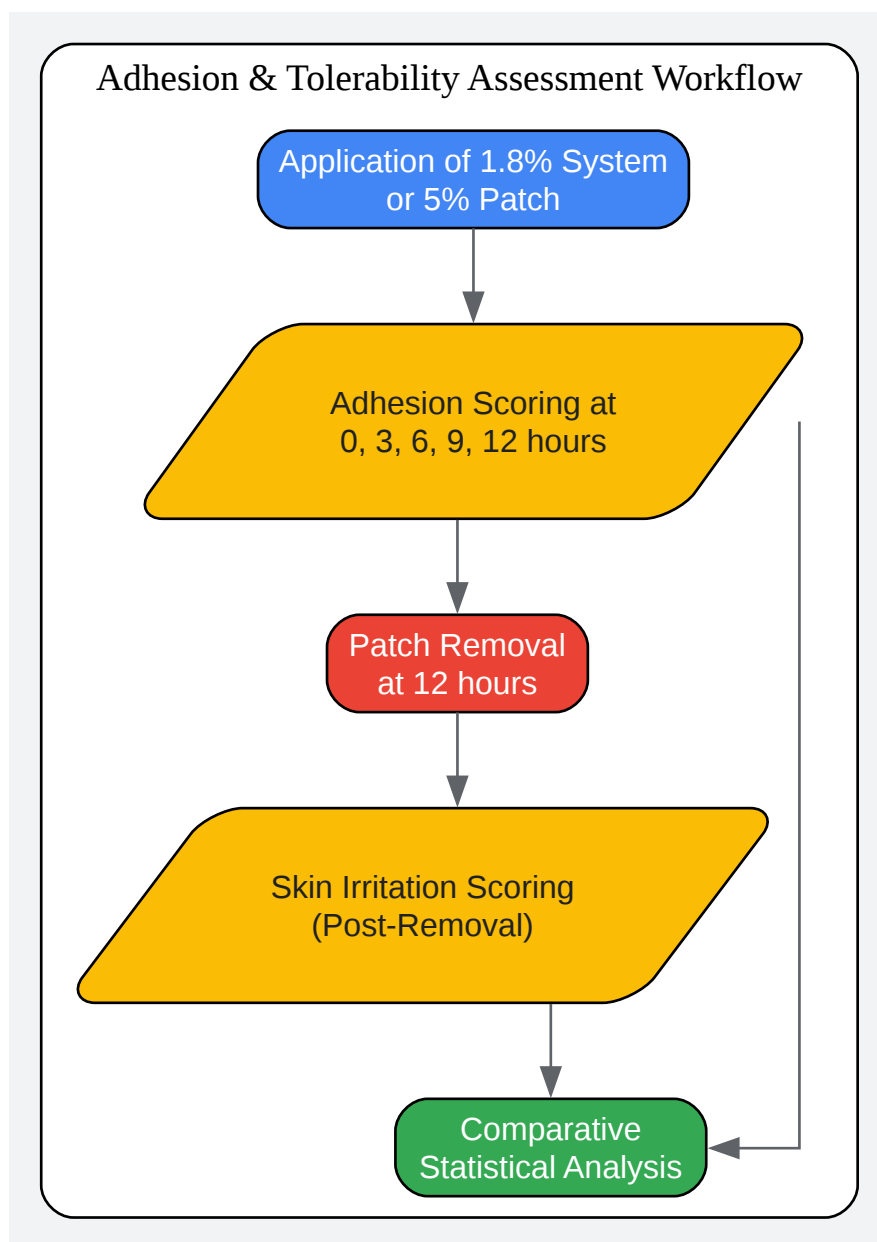 Adhesion & Tolerability Assessment Workflow
Application of 1.8% System
or 5% Patch
Adhesion Scoring at
0, 3, 6, 9, 12 hours
Patch Removal
at 12 hours
Skin Irritation Scoring
(Post-Removal)
Comparative
Statistical Analysis